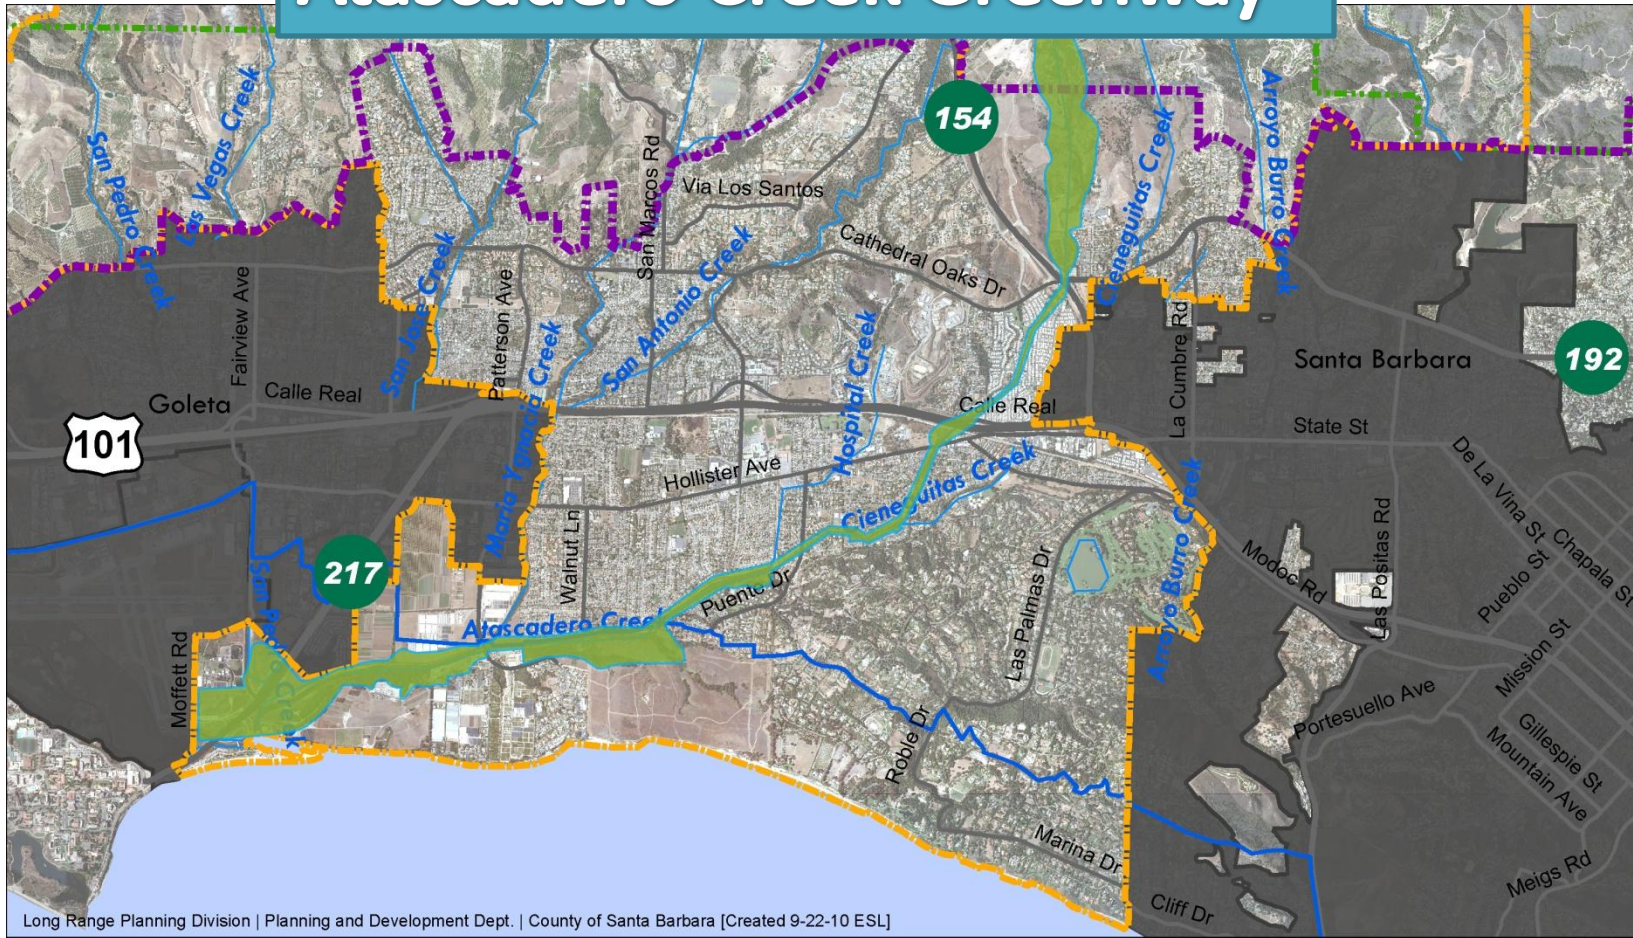 Atascadero Creek Greenway
154
San Pedro Creek
Las Vegas Creek
San Marcos Rd
Via Los Santos
Cieneguitas Creek
Arroyo Burro Creek
Cathedral Oaks Dr
San Antonio Creek
San Jose Creek
Fairview Ave
Patterson Ave
Maria Ygnacio Creek
Hospital Creek
La Cumbre Rd
Santa Barbara
192
Calle Real
Goleta
Calle Real
101
State St
Hollister Ave
Cieneguitas Creek
De La Vina St
Chapala St
Walnut Ln
Arroyo Burro Creek
Las Positas Rd
217
San Pedro Creek
Puente Dr
Las Palmas Dr
Modoc Rd
Pueblo St
Atascadero Creek
Mission St
Moffett Rd
Portesuello Ave
Gillespie St
Mountain Ave
Roble Dr
Marina Dr
Meigs Rd
Cliff Dr
Long Range Planning Division | Planning and Development Dept. | County of Santa Barbara [Created 9-22-10 ESL]